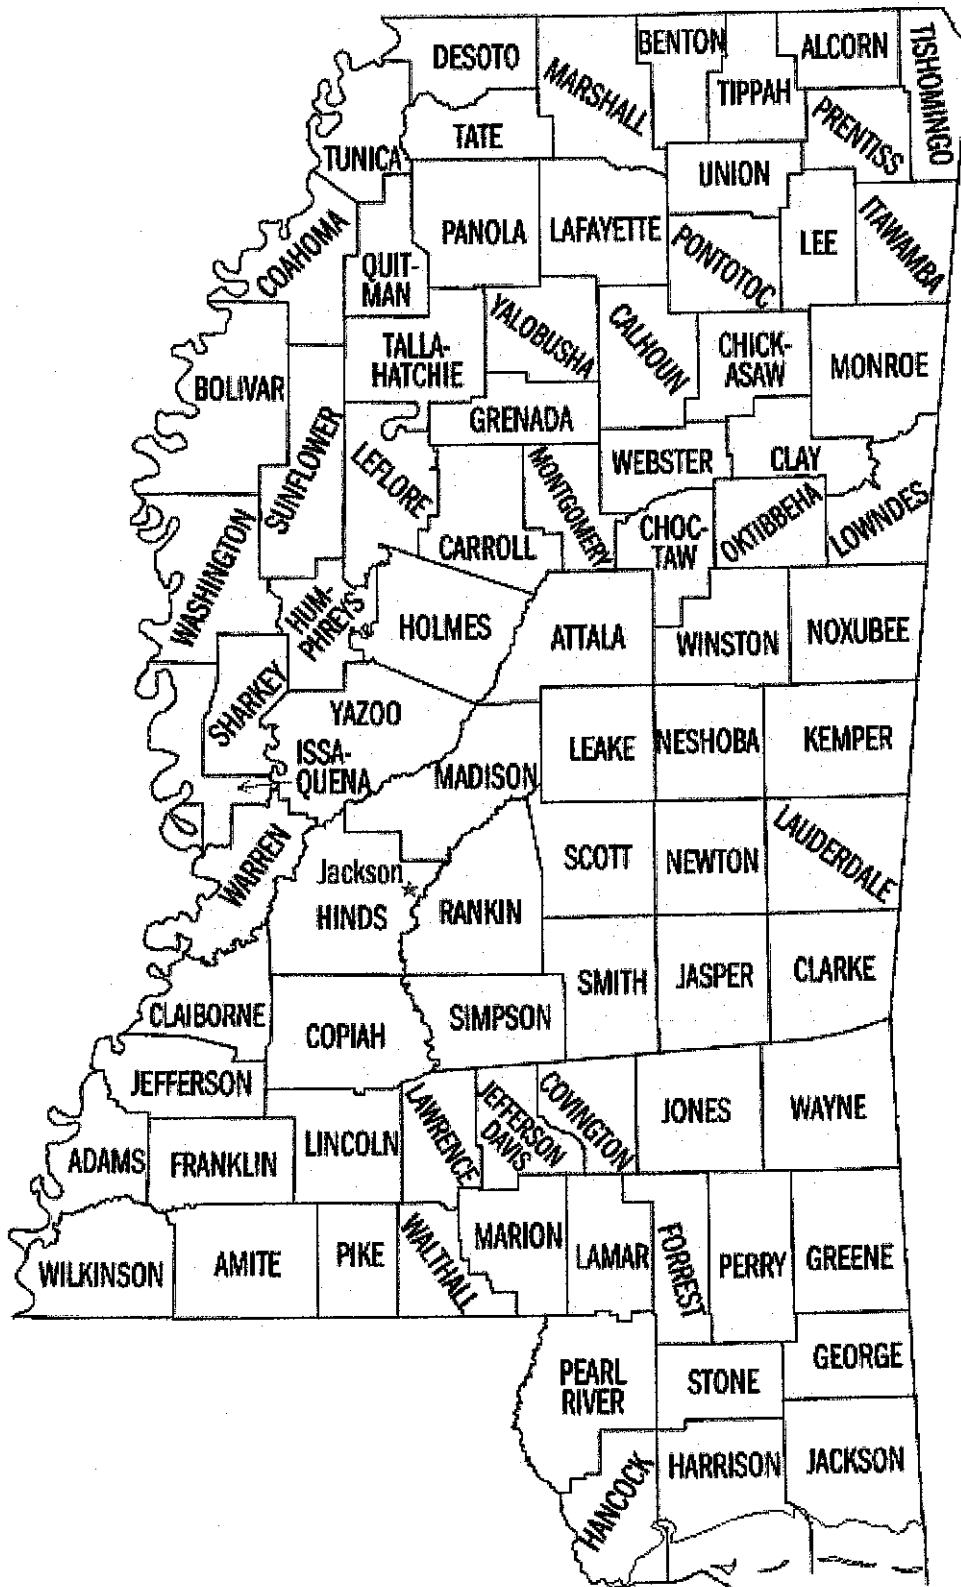 DESOTO
MARSHALL
BENTON
TIPPAH
ALCORN
TISHOMINGO
TUNICA
TATE
PRENTISS
UNION
COAHOMA
QUIT-
MAN
PANOLA
LAFAYETTE
PONTOTOC
LEE
ITAWAMBA
BOLIVAR
TALLA-
HATCHIE
YALOBUSHA
CALHOUN
CHICK-
ASAW
MONROE
SUNFLOWER
LEFLORE
GRENADA
WEBSTER
CLAY
WASHINGTON
CARROLL
MONTGOMERY
CHOC-
TAW
OKTIBBEHA
LOWNDES
HUM-
PHREYS
HOLMES
ATTALA
WINSTON
NOXUBEE
SHARKEY
YAZOO
ISSA-
QUENA
MADISON
LEAKE
NESHOBA
KEMPER
WARREN
Jackson
HINDS
RANKIN
SCOTT
NEWTON
LAUDERDALE
CLAIBORNE
COPIAH
SIMPSON
SMITH
JASPER
CLARKE
JEFFERSON
LINCOLN
LAWRENCE
JEFFERSON
DAVIS
COVINGTON
JONES
WAYNE
ADAMS
FRANKLIN
WILKINSON
AMITE
PIKE
WALTHALL
MARION
LAMAR
FORREST
PERRY
GREENE
PEARL
RIVER
STONE
GEORGE
HANCOCK
HARRISON
JACKSON